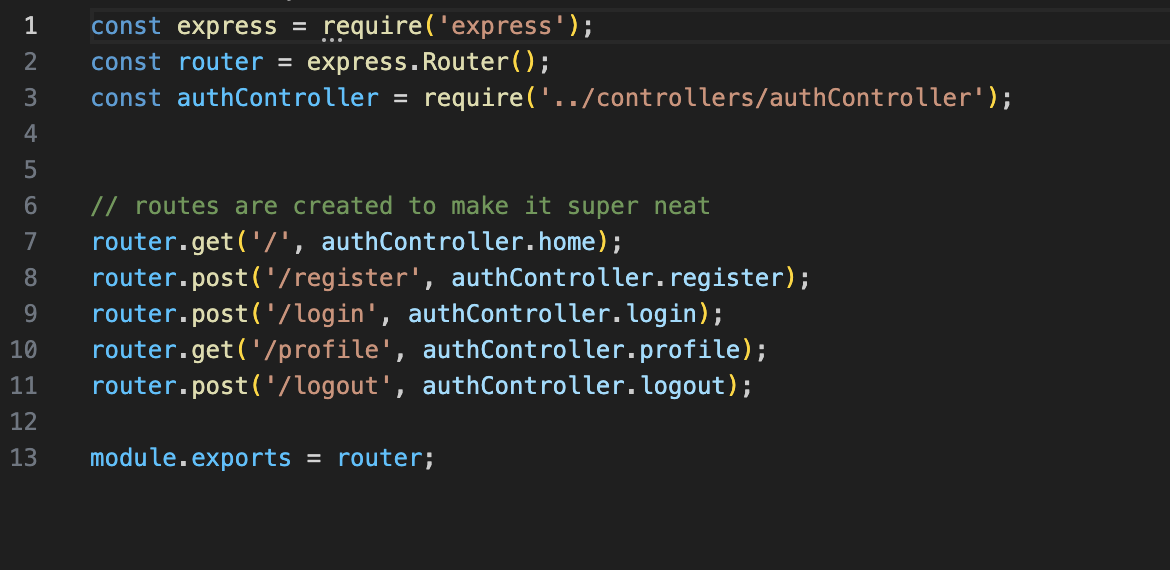 1 const express = require('express');
2 const router = express.Router();
3 const authController = require('../controllers/authController');
4
5
6 // routes are created to make it super neat
7 router.get('/', authController.home);
8 router.post('/register', authController.register);
9 router.post('/login', authController.login);
10 router.get('/profile', authController.profile);
11 router.post('/logout', authController.logout);
12
13 module.exports = router;